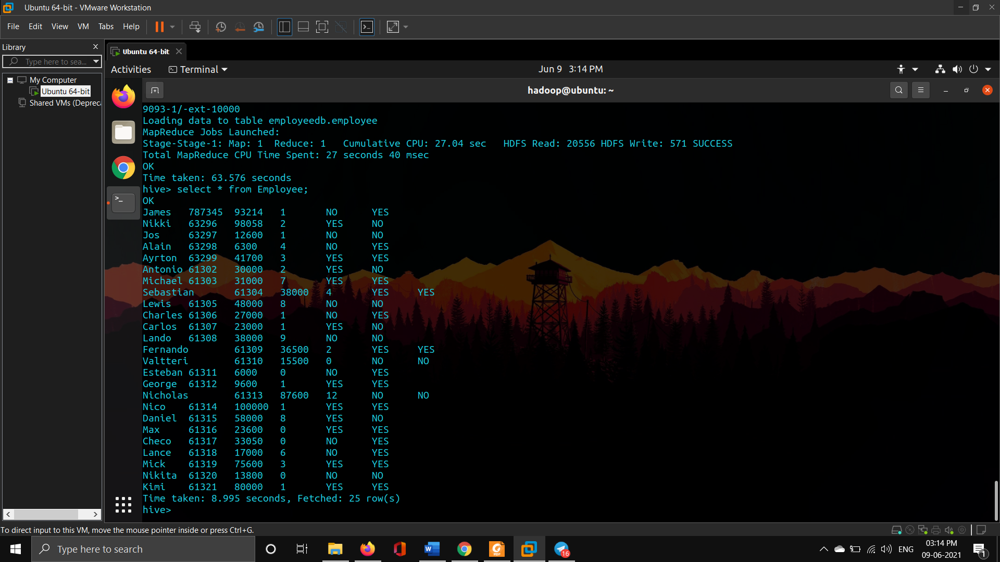 Ubuntu 64-bit - VMware Workstation
File Edit View VM Tabs Help
Library
Type here to sea...
My Computer
Ubuntu 64-bit
Shared VMs (Depreca
Ubuntu 64-bit
Activities Terminal Jun 9 3:14 PM
hadoop@ubuntu: ~
9093-1/-ext-10000
Loading data to table employeedb.employee
MapReduce Jobs Launched:
Stage-Stage-1: Map: 1 Reduce: 1 Cumulative CPU: 27.04 sec HDFS Read: 20556 HDFS Write: 571 SUCCESS
Total MapReduce CPU Time Spent: 27 seconds 40 msec
OK
Time taken: 63.576 seconds
hive> select * from Employee;
OK
James 787345 93214 1 NO YES
Nikki 63296 98058 2 YES NO
Jos 63297 12600 1 NO NO
Alain 63298 6300 4 NO YES
Ayrton 63299 41700 3 YES YES
Antonio 61302 30000 2 YES NO
Michael 61303 31000 7 YES YES
Sebastian 61304 38000 4 YES YES
Lewis 61305 48000 8 NO NO
Charles 61306 27000 1 NO YES
Carlos 61307 23000 1 YES NO
Lando 61308 38000 9 NO NO
Fernando 61309 36500 2 YES YES
Valtteri 61310 15500 0 NO NO
Esteban 61311 6000 0 NO YES
George 61312 9600 1 YES YES
Nicholas 61313 87600 12 NO NO
Nico 61314 100000 1 YES YES
Daniel 61315 58000 8 YES NO
Max 61316 23600 0 YES YES
Checo 61317 33050 0 NO YES
Lance 61318 17000 6 NO YES
Mick 61319 75600 3 YES YES
Nikita 61320 13800 0 NO NO
Kimi 61321 80000 1 YES YES
Time taken: 8.995 seconds, Fetched: 25 row(s)
hive>
To direct input to this VM, move the mouse pointer inside or press Ctrl+G.
Type here to search
W
PDF
16
ENG
03:14 PM
09-06-2021
1